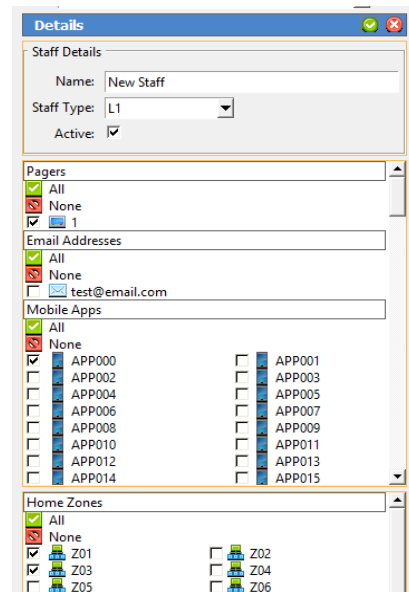 Details
Staff Details
Name: New Staff
Staff Type: L1
Active:
Pagers
All
None
1
Email Addresses
All
None
test@email.com
Mobile Apps
All
None
APP000 APP001
APP002 APP003
APP004 APP005
APP006 APP007
APP008 APP009
APP010 APP011
APP012 APP013
APP014 APP015
Home Zones
All
None
Z01 Z02
Z03 Z04
Z05 Z06